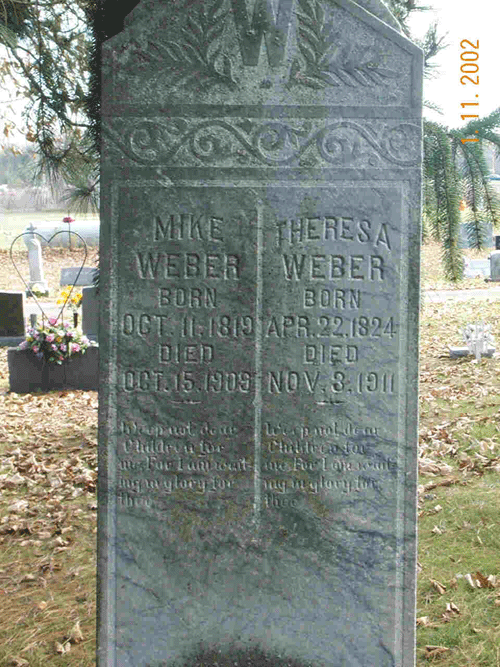 W
MIKE
WEBER
BORN
OCT. 11. 1819
DIED
OCT. 15. 1909
Weep not dear
Children for
me For I am wait-
ing in glory for
thee
THERESA
WEBER
BORN
APR. 22. 1824
DIED
NOV. 3. 1911
Weep not dear
Children for
me For I am wait-
ing in glory for
thee
11. 2002